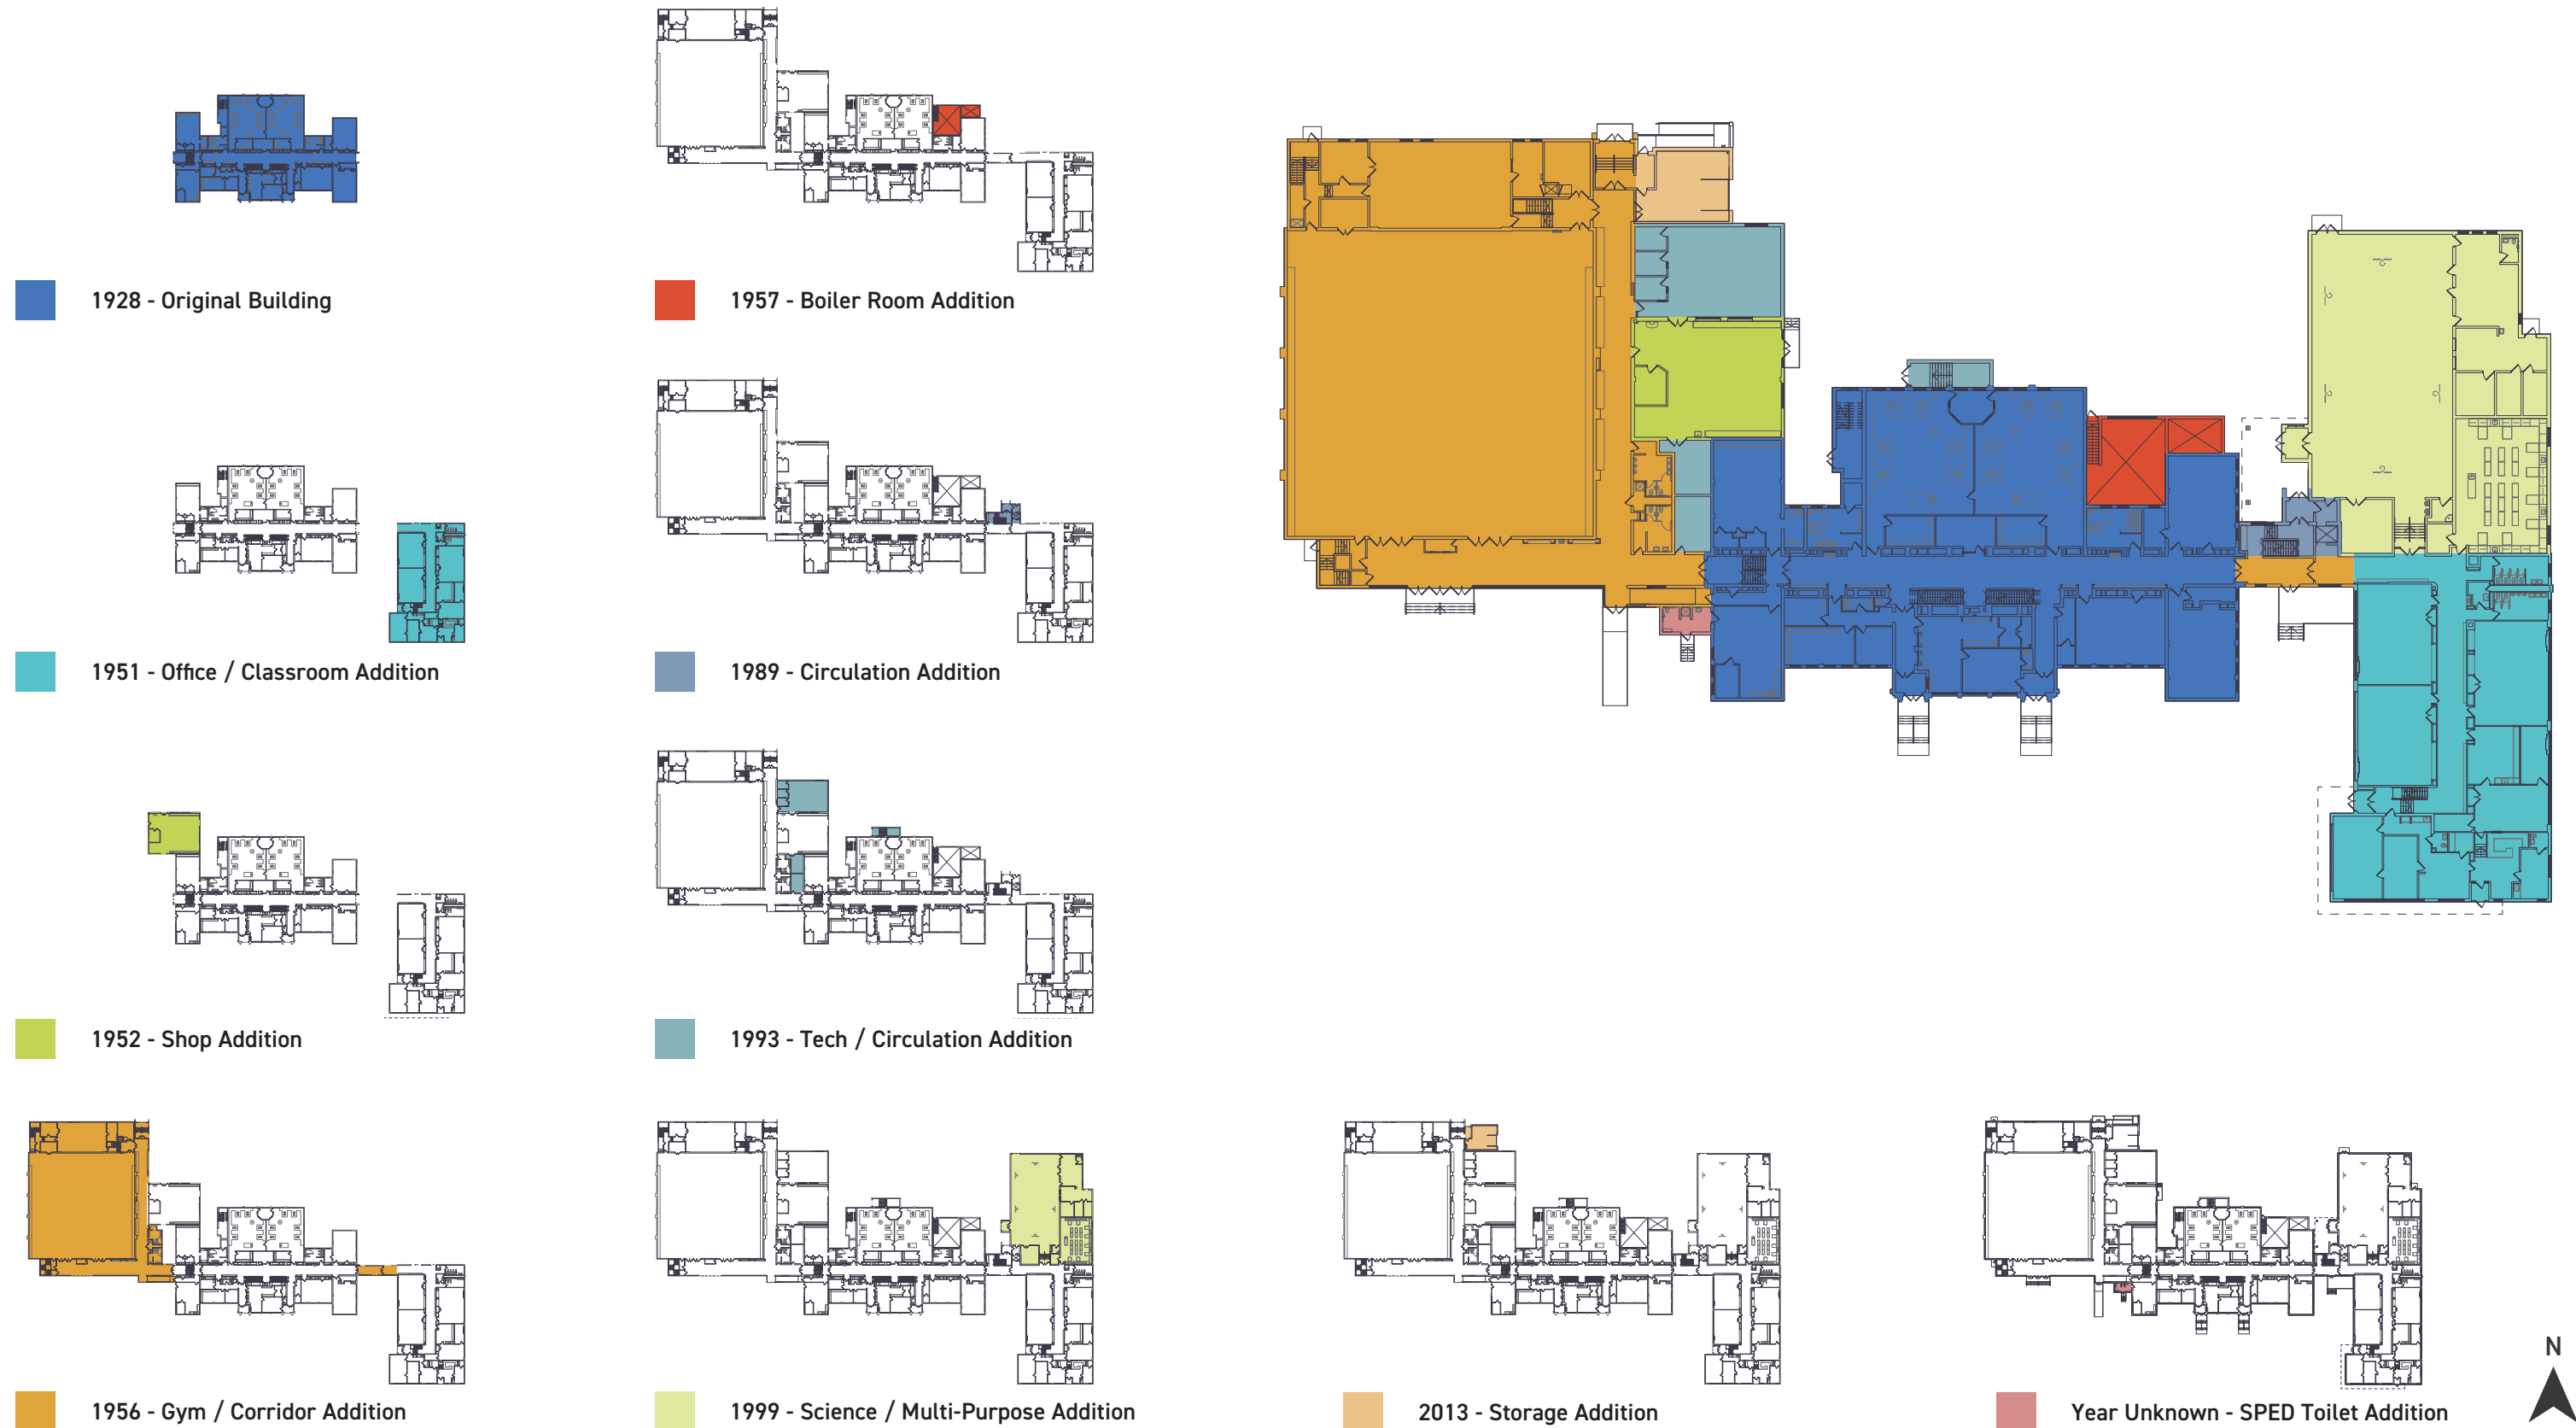 1928 - Original Building
1957 - Boiler Room Addition
1951 - Office / Classroom Addition
1989 - Circulation Addition
1952 - Shop Addition
1993 - Tech / Circulation Addition
1956 - Gym / Corridor Addition
1999 - Science / Multi-Purpose Addition
2013 - Storage Addition
Year Unknown - SPED Toilet Addition
N